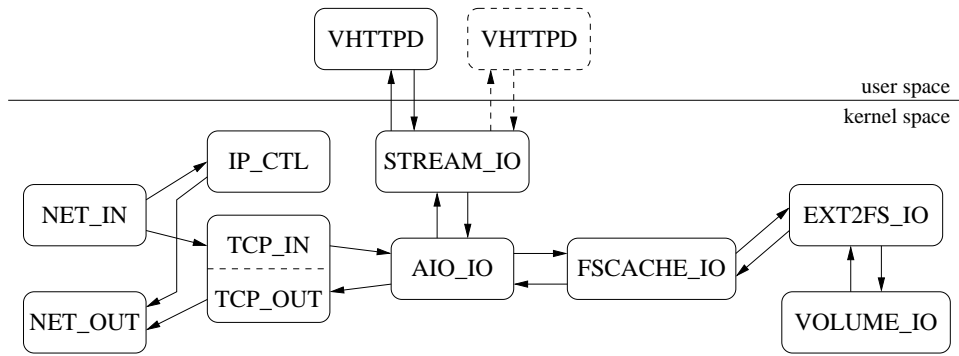 VHTTPD
VHTTPD
user space
kernel space
IP_CTL
STREAM_IO
NET_IN
EXT2FS_IO
TCP_IN
AIO_IO
FSCACHE_IO
TCP_OUT
NET_OUT
VOLUME_IO